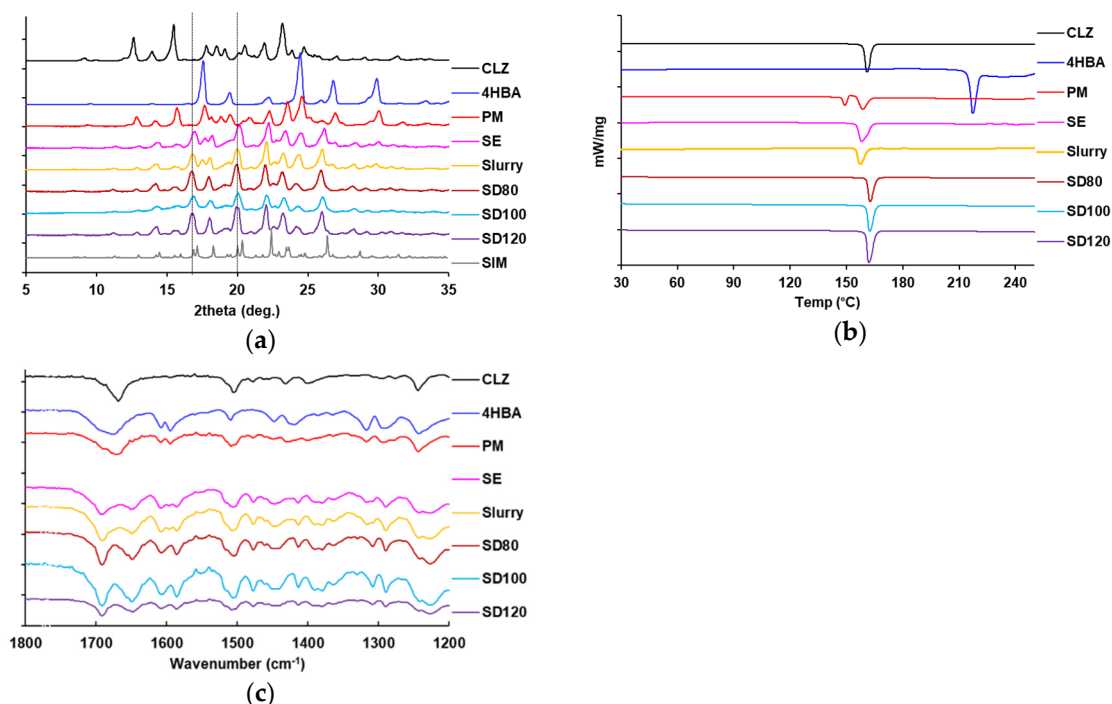 CLZ
4HBA
PM
SE
Slurry
SD80
SD100
SD120
SIM
5 10 15 20 25 30 35
2theta (deg.)
(a)
mW/mg
CLZ
4HBA
PM
SE
Slurry
SD80
SD100
SD120
30 60 90 120 150 180 210 240
Temp (°C)
(b)
CLZ
4HBA
PM
SE
Slurry
SD80
SD100
SD120
1800 1700 1600 1500 1400 1300 1200
Wavenumber (cm⁻¹)
(c)